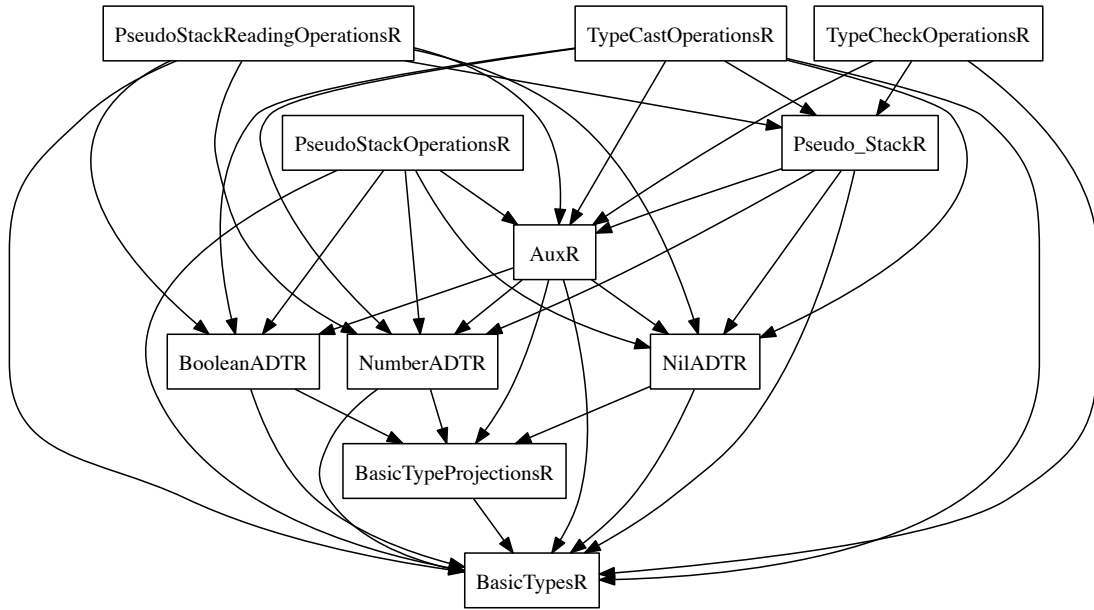 PseudoStackReadingOperationsR
TypeCastOperationsR
TypeCheckOperationsR
PseudoStackOperationsR
Pseudo_StackR
AuxR
BooleanADTR
NumberADTR
NilADTR
BasicTypeProjectionsR
BasicTypesR